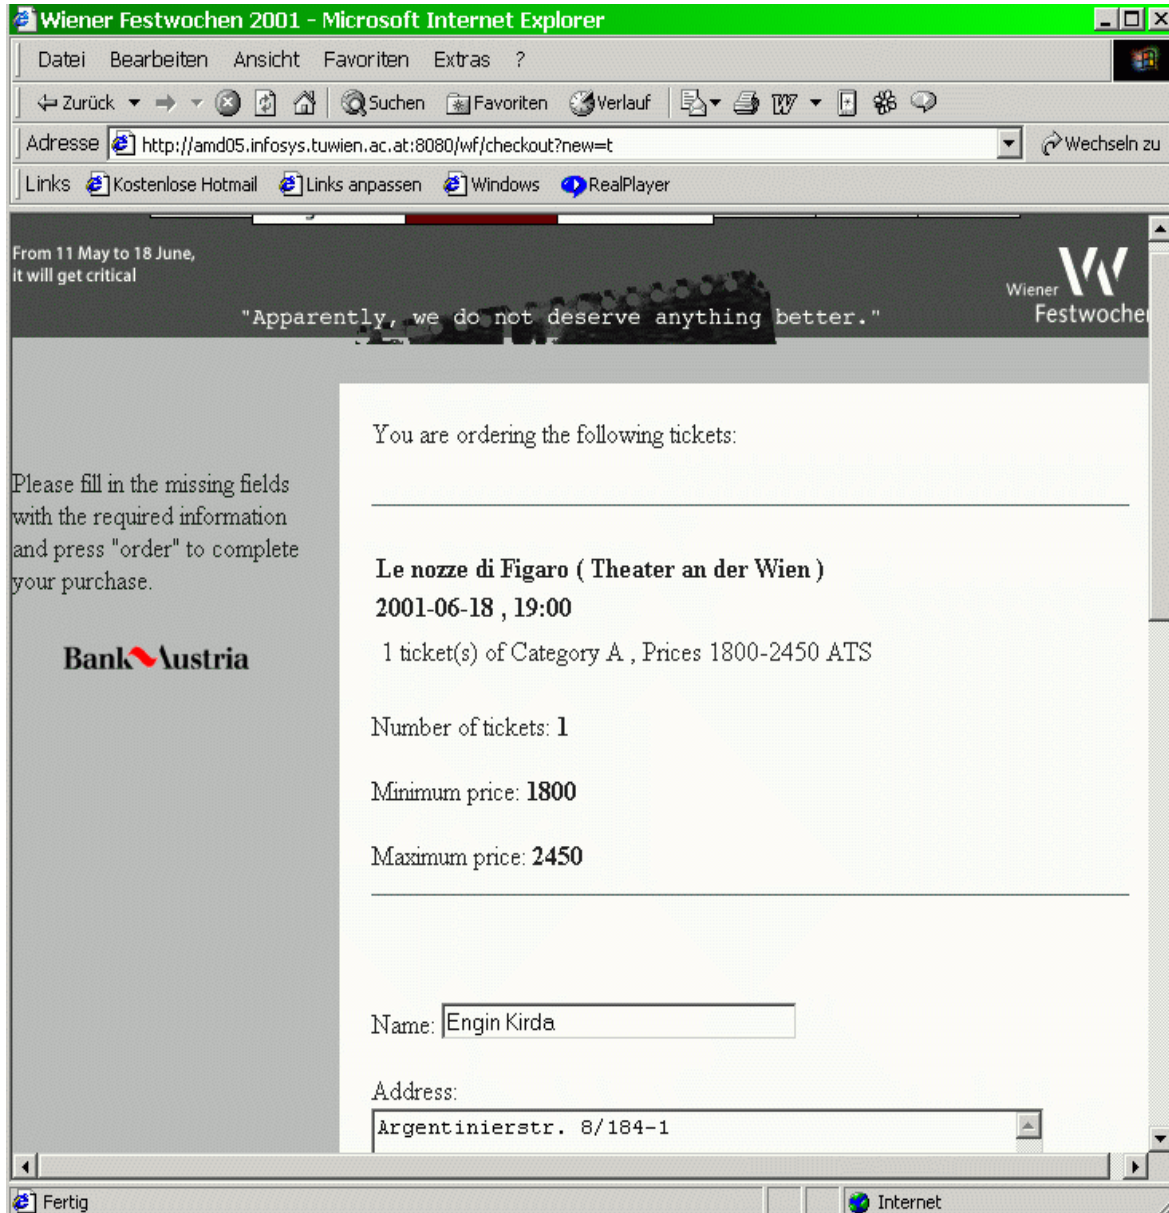 Wiener Festwochen 2001 - Microsoft Internet Explorer
Datei Bearbeiten Ansicht Favoriten Extras ?
Zurück Suchen Favoriten Verlauf
Adresse http://amd05.infosys.tuwien.ac.at:8080/wf/checkout?new=t Wechseln zu
Links Kostenlose Hotmail Links anpassen Windows RealPlayer
From 11 May to 18 June,
it will get critical
"Apparently, we do not deserve anything better."
Wiener
Festwochen
You are ordering the following tickets:
Please fill in the missing fields
with the required information
and press "order" to complete
your purchase.
Bank Austria
Le nozze di Figaro ( Theater an der Wien )
2001-06-18 , 19:00
1 ticket(s) of Category A , Prices 1800-2450 ATS
Number of tickets: 1
Minimum price: 1800
Maximum price: 2450
Name: Engin Kirda
Address:
Argentinierstr. 8/184-1
Fertig Internet